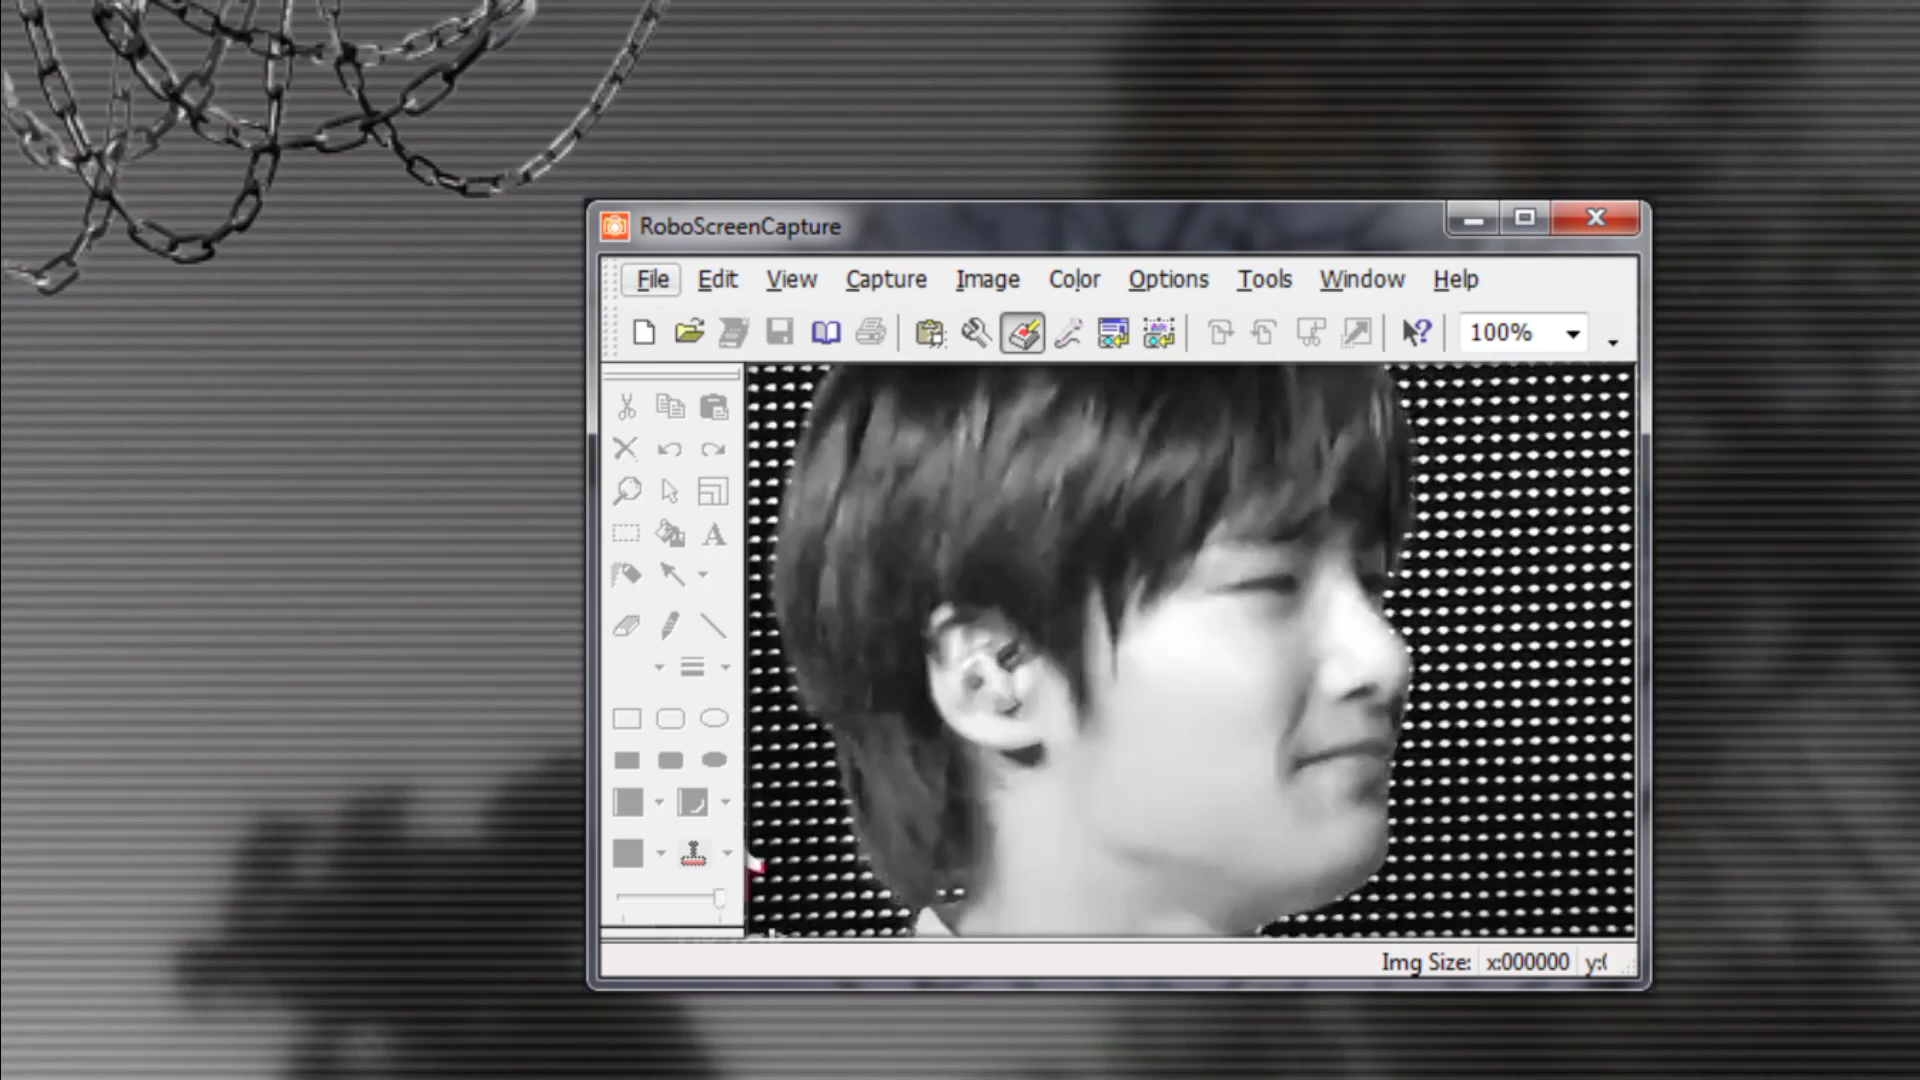 RoboScreenCapture
File Edit View Capture Image Color Options Tools Window Help
100%
A
Img Size: x:000000 y:(